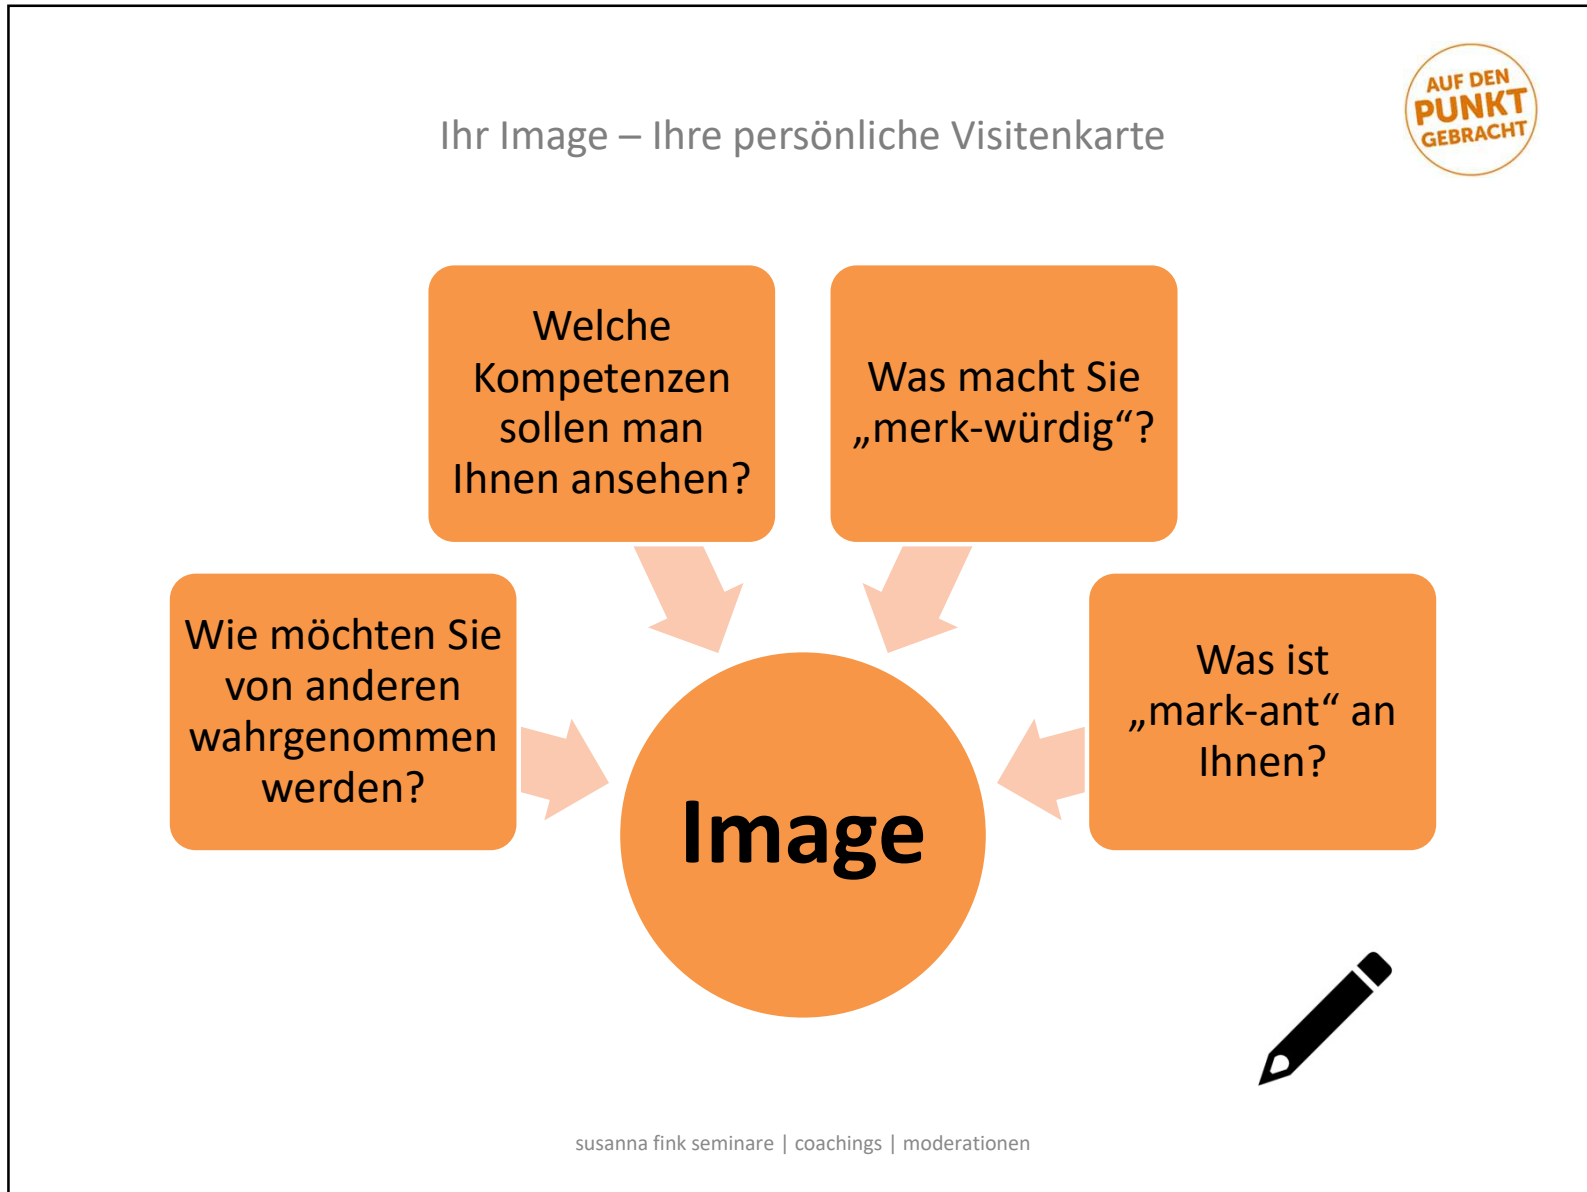 AUF DEN
PUNKT
GEBRACHT
Ihr Image – Ihre persönliche Visitenkarte
Welche
Kompetenzen
sollen man
Ihnen ansehen?
Was macht Sie
„merk-würdig“?
Wie möchten Sie
von anderen
wahrgenommen
werden?
Was ist
„mark-ant“ an
Ihnen?
Image
susanna fink seminare | coachings | moderationen